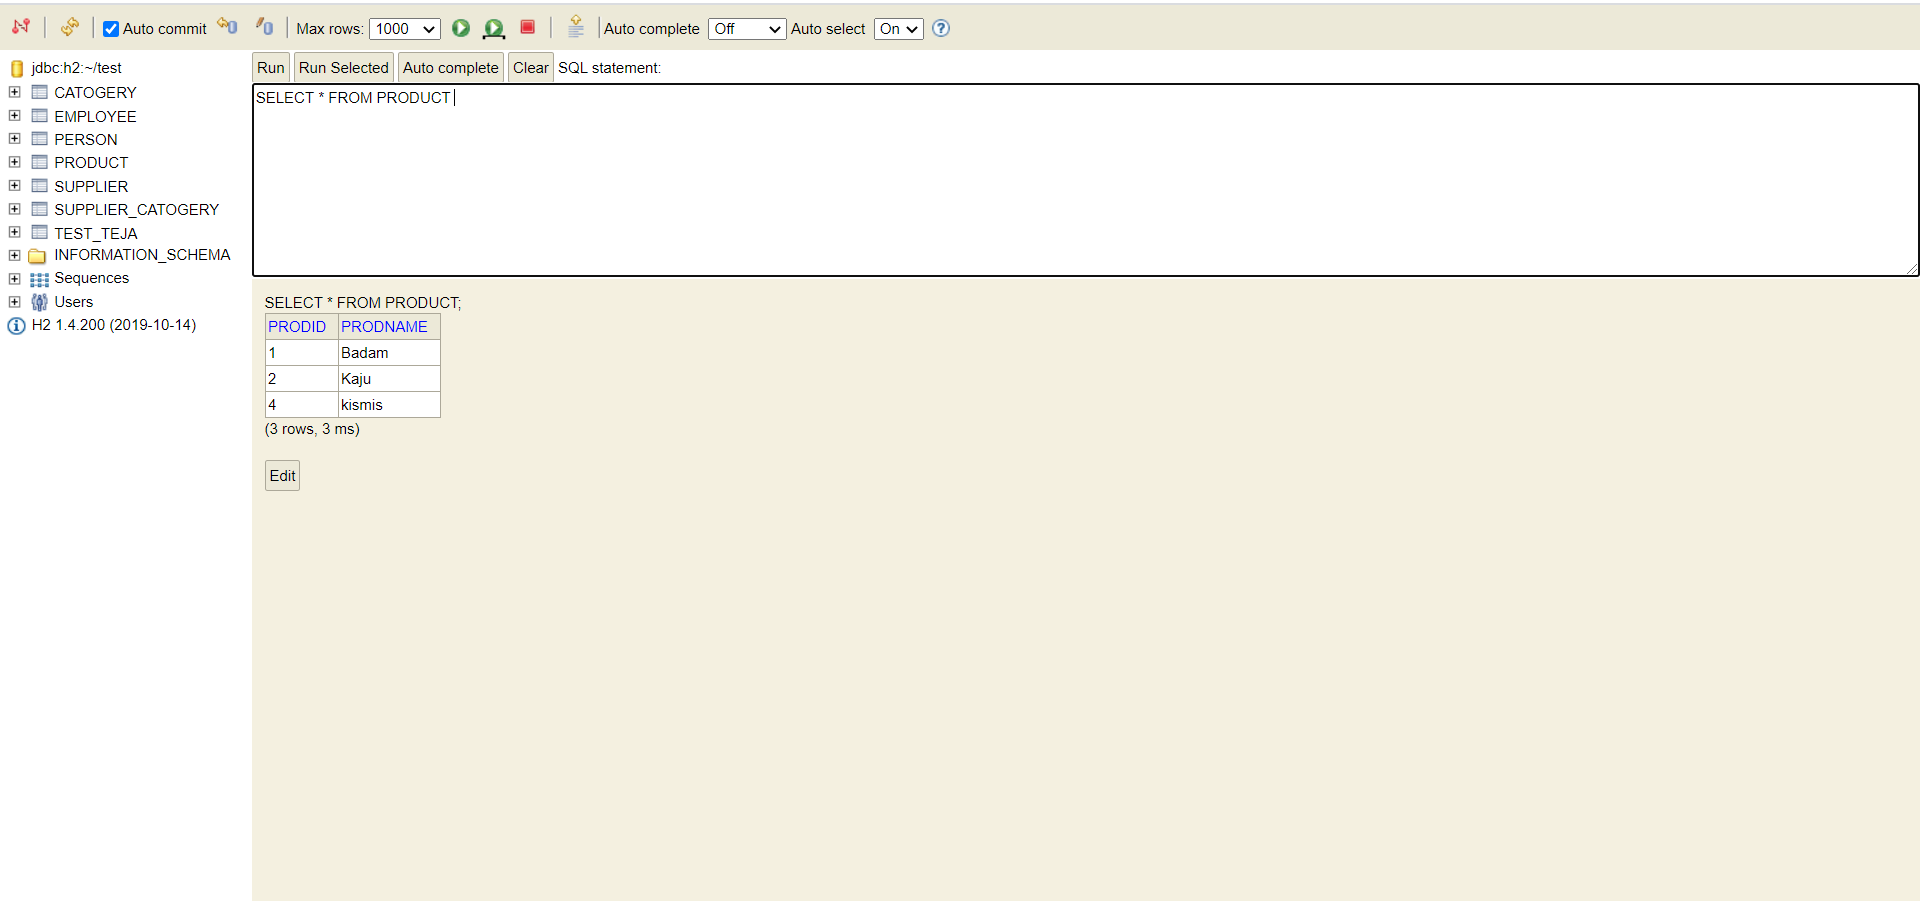 Auto commit Max rows: 1000 Auto complete Off Auto select On ?
jdbc:h2:~/test
CATOGERY
EMPLOYEE
PERSON
PRODUCT
SUPPLIER
SUPPLIER_CATOGERY
TEST_TEJA
INFORMATION_SCHEMA
Sequences
Users
H2 1.4.200 (2019-10-14)
Run Run Selected Auto complete Clear SQL statement:
SELECT * FROM PRODUCT
SELECT * FROM PRODUCT;
PRODID PRODNAME
1 Badam
2 Kaju
4 kismis
(3 rows, 3 ms)
Edit